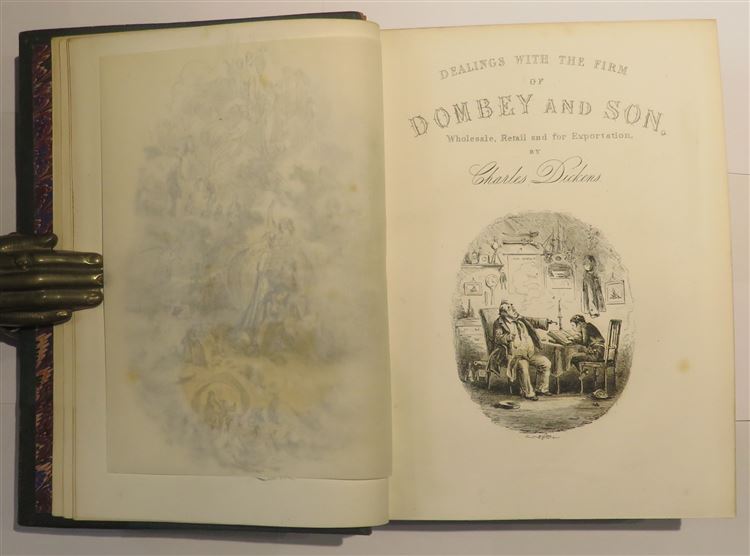 DEALINGS WITH THE FIRM
OF
DOMBEY AND SON,
Wholesale, Retail and for Exportation,
BY
Charles Dickens